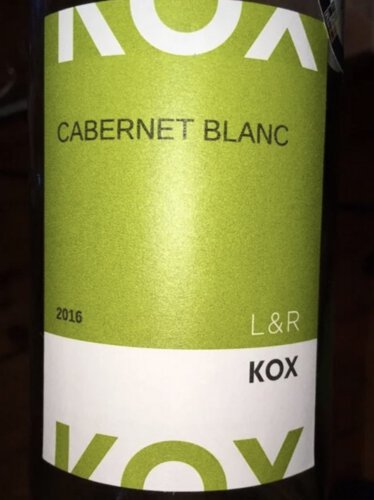 KOX
CABERNET BLANC
2016
L&R
KOX
KOX